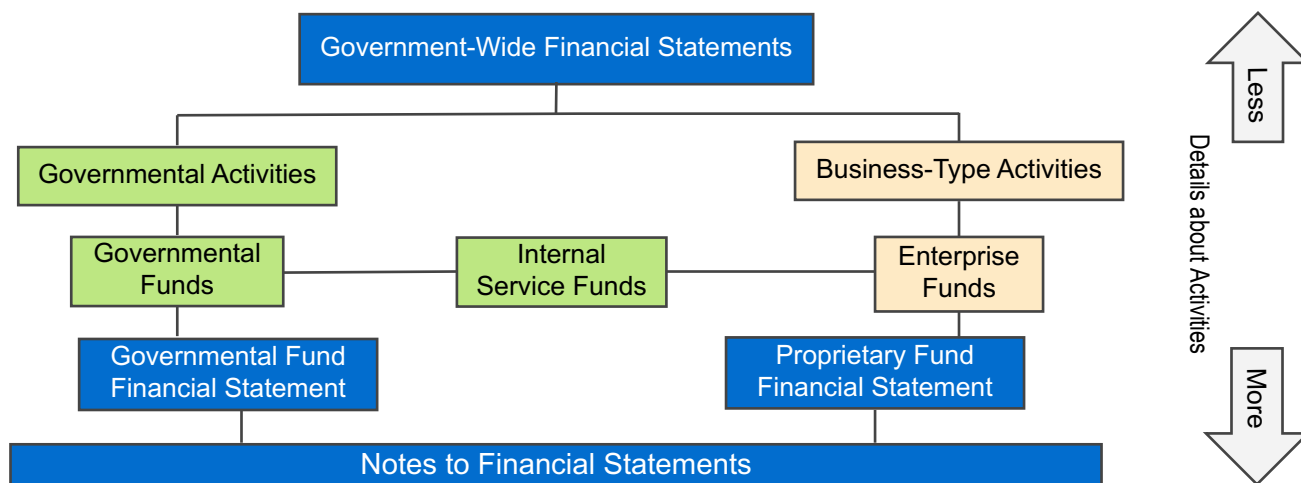 Government-Wide Financial Statements
Less
Governmental Activities
Business-Type Activities
Details about Activities
Governmental
Funds
Internal
Service Funds
Enterprise
Funds
Governmental Fund
Financial Statement
Proprietary Fund
Financial Statement
More
Notes to Financial Statements